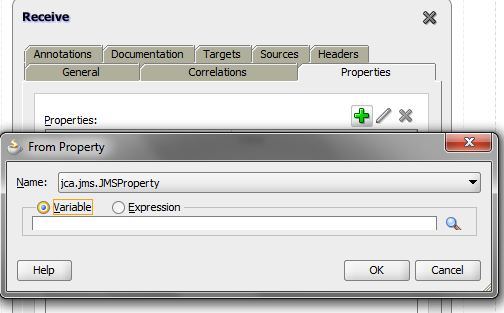 Receive
Annotations Documentation Targets Sources Headers
General Correlations Properties
Properties:
From Property
Name: jca.jms.JMSProperty
Variable Expression
Help OK Cancel